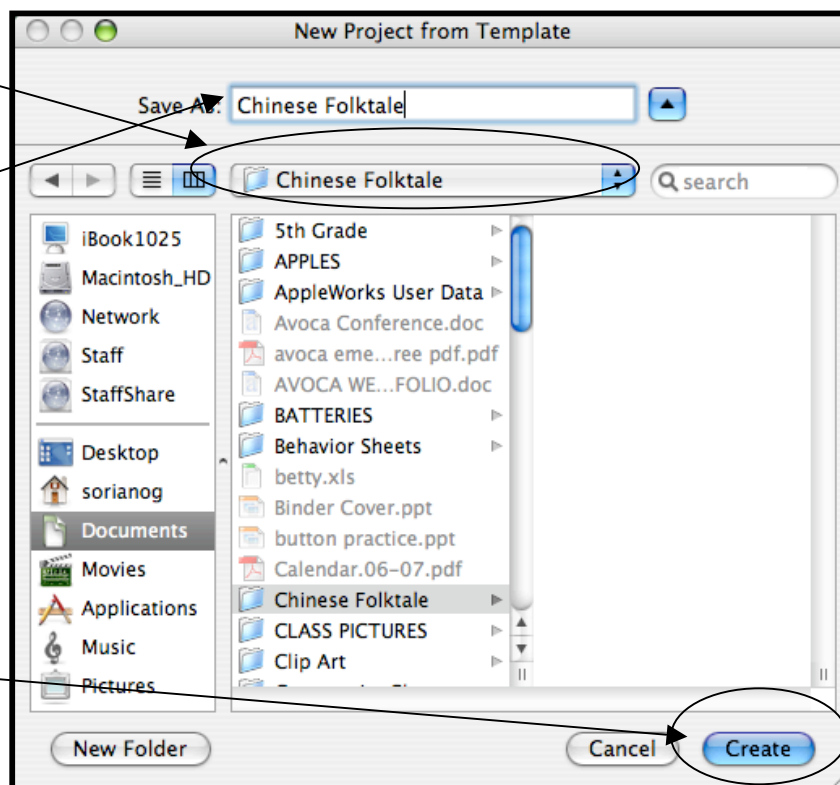 New Project from Template
Save As: Chinese Folktale
Chinese Folktale
search
iBook1025
Macintosh_HD
Network
Staff
StaffShare
Desktop
sorianog
Documents
Movies
Applications
Music
Pictures
5th Grade
APPLES
AppleWorks User Data
Avoca Conference.doc
avoca eme...ree pdf.pdf
AVOCA WE...FOLIO.doc
BATTERIES
Behavior Sheets
betty.xls
Binder Cover.ppt
button practice.ppt
Calendar.06-07.pdf
Chinese Folktale
CLASS PICTURES
Clip Art
New Folder
Cancel
Create